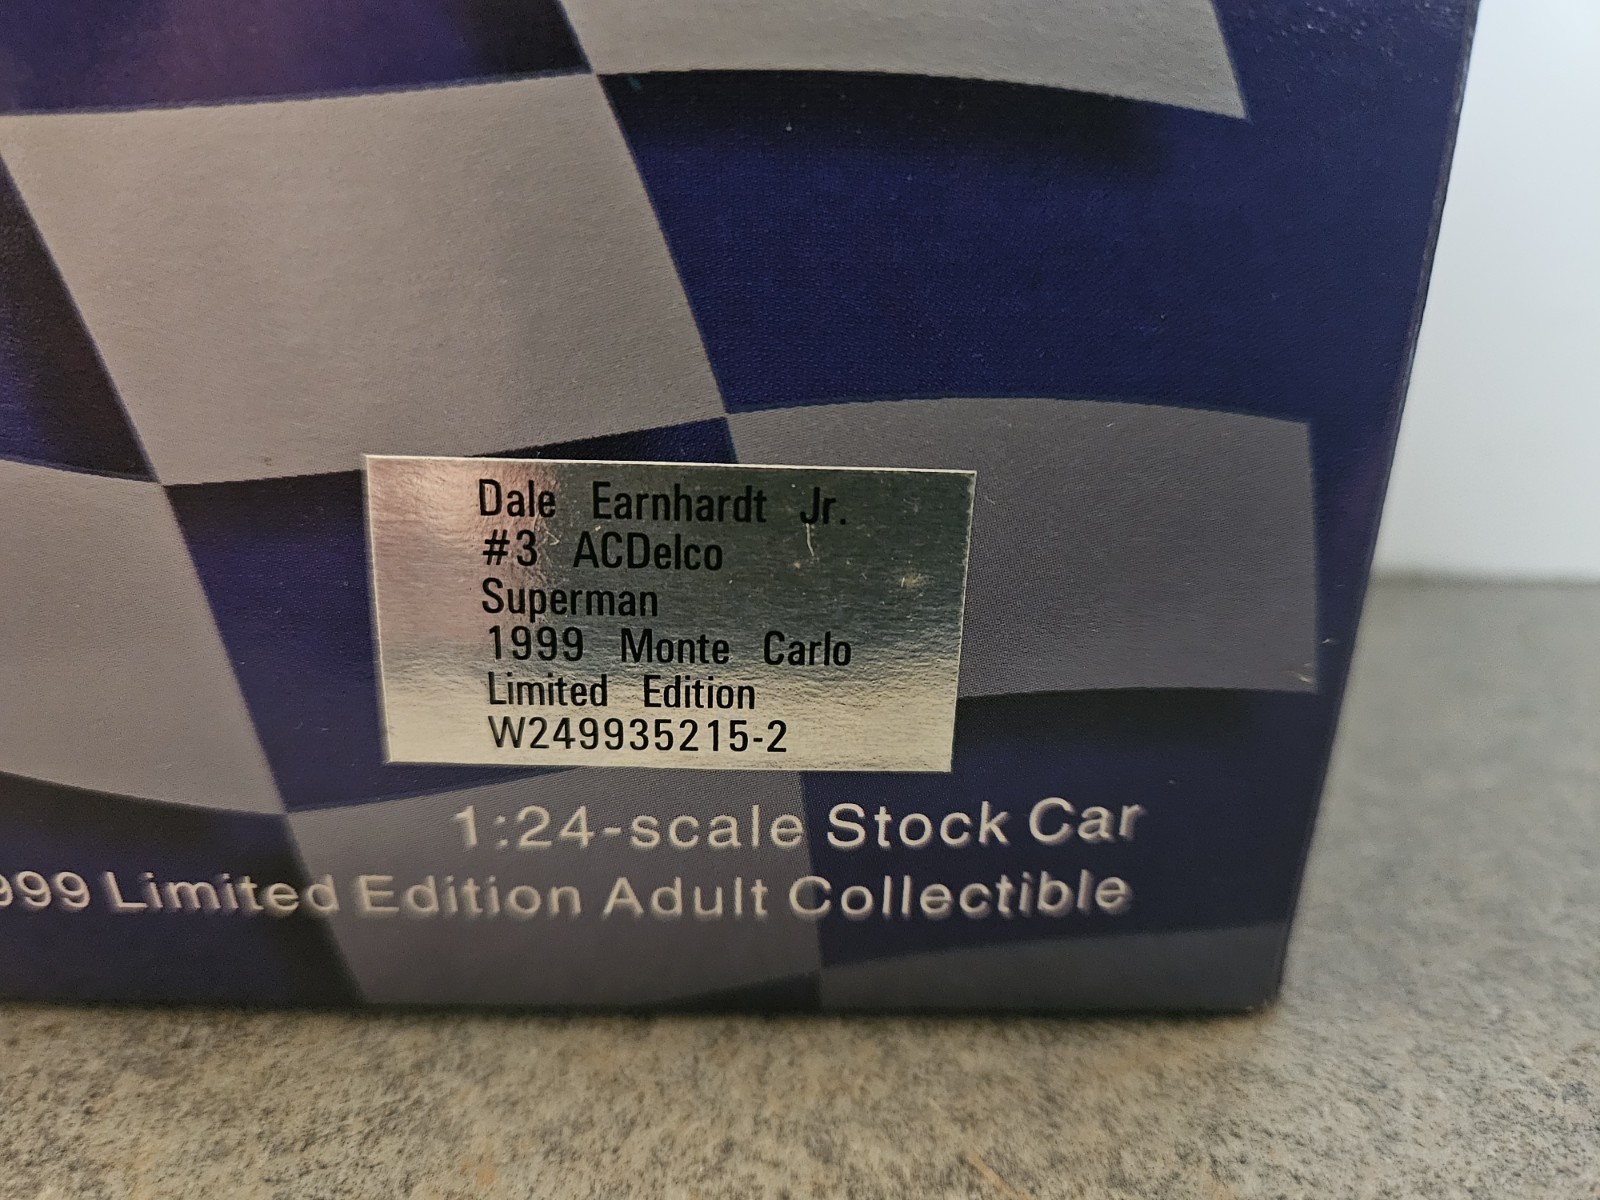 Dale Earnhardt Jr.
#3 ACDelco
Superman
1999 Monte Carlo
Limited Edition
W249935215-2
1:24-scale Stock Car
999 Limited Edition Adult Collectible